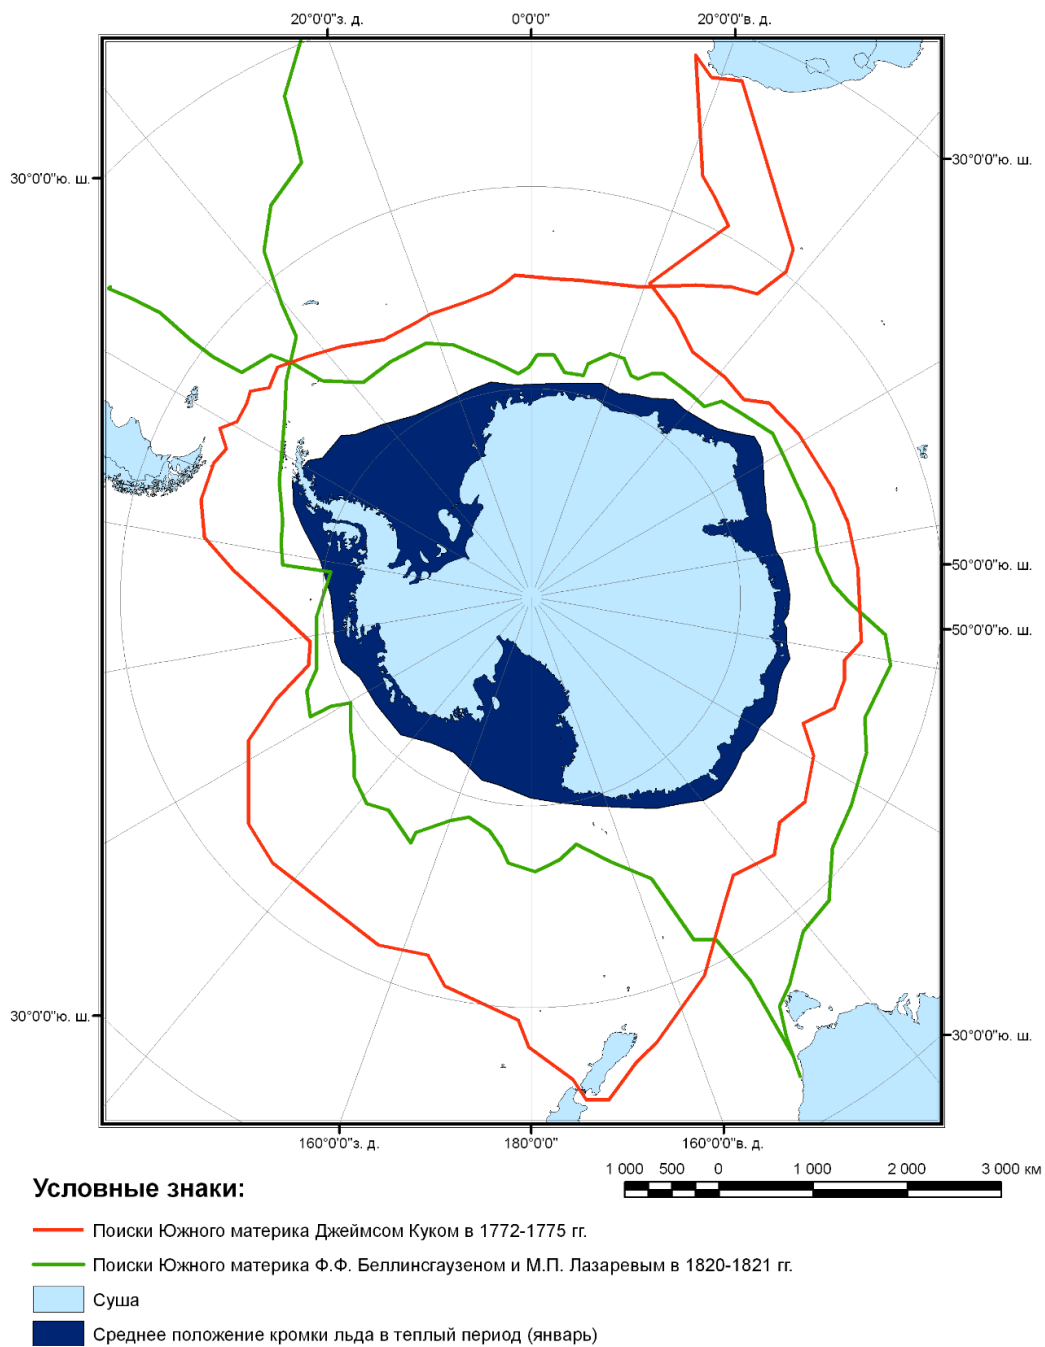 20°0'0"з. д. 0°0'0" 20°0'0"в. д.
30°0'0"ю. ш. 30°0'0"ю. ш.
50°0'0"ю. ш.
50°0'0"ю. ш.
30°0'0"ю. ш. 30°0'0"ю. ш.
160°0'0"з. д. 180°0'0" 160°0'0"в. д.
1 000 500 0 1 000 2 000 3 000 км
Условные знаки:
Поиски Южного материка Джеймсом Куком в 1772-1775 гг.
Поиски Южного материка Ф.Ф. Беллинсгаузеном и М.П. Лазаревым в 1820-1821 гг.
Суша
Среднее положение кромки льда в теплый период (январь)